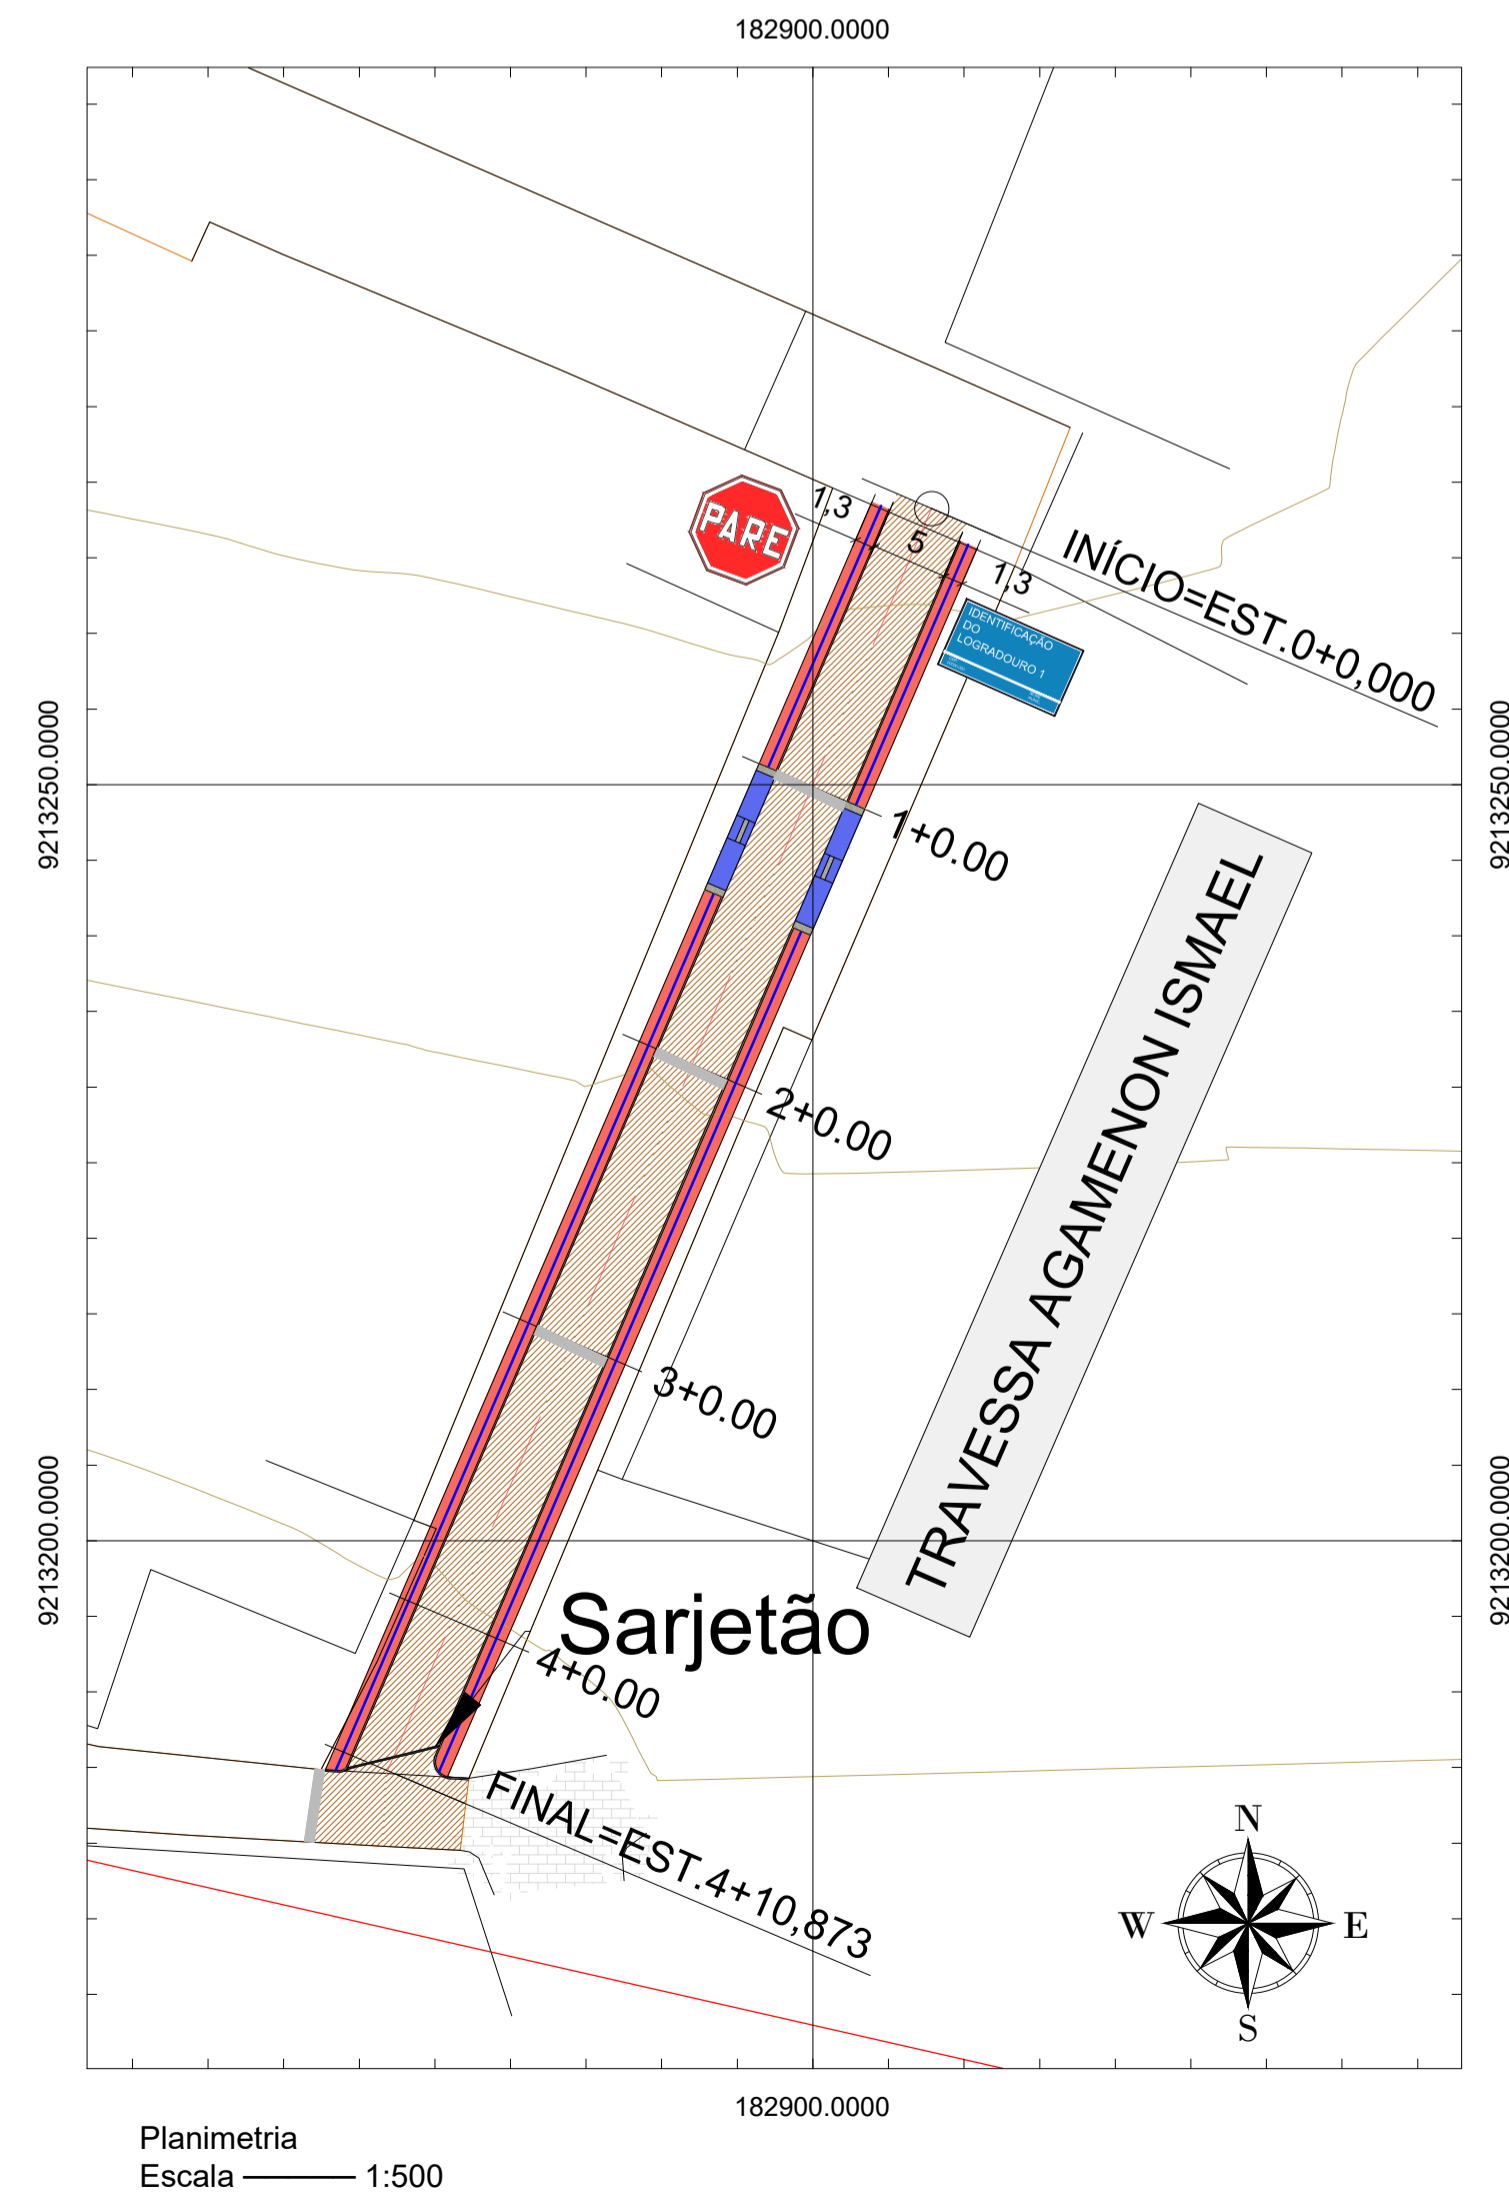 182900.0000
PARE
1,3
5
1,3
INÍCIO=EST.0+0,000
IDENTIFICAÇÃO
DO
LOGRADOURO 1
9213250.0000
9213250.0000
1+0.00
TRAVESSA AGAMENON ISMAEL
2+0.00
3+0.00
9213200.0000
9213200.0000
Sarjetão
4+0.00
FINAL=EST.4+10,873
N
W
E
S
182900.0000
Planimetria
Escala 1:500